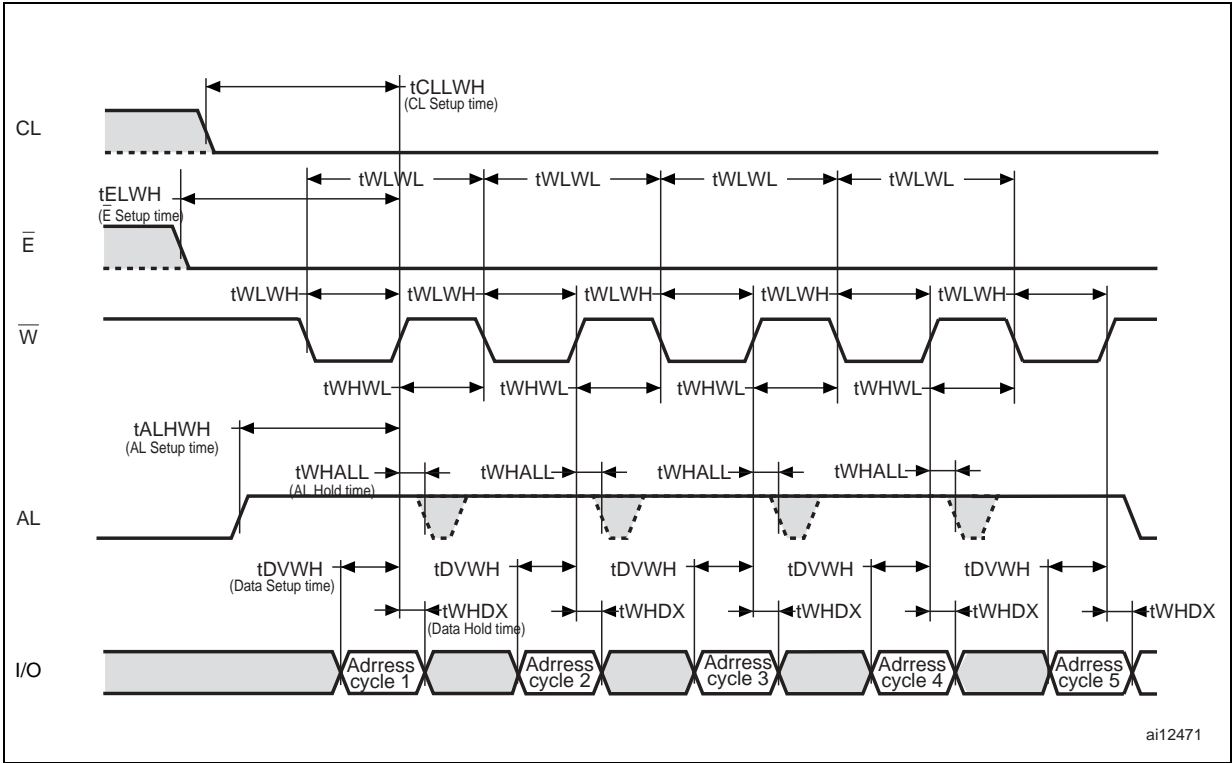 tCLLWH
(CL Setup time)
CL
tWLWL tWLWL tWLWL tWLWL
tELWH
(E̅ Setup time)
E̅
tWLWH tWLWH tWLWH tWLWH tWLWH
W̅
tWHWL tWHWL tWHWL tWHWL
tALHWH
(AL Setup time)
tWHALL tWHALL tWHALL tWHALL
(AL Hold time)
AL
tDVWH tDVWH tDVWH tDVWH tDVWH
(Data Setup time)
tWHDX tWHDX tWHDX tWHDX tWHDX
(Data Hold time)
I/O
Adrress Adrress Adrress Adrress Adrress
cycle 1 cycle 2 cycle 3 cycle 4 cycle 5
ai12471